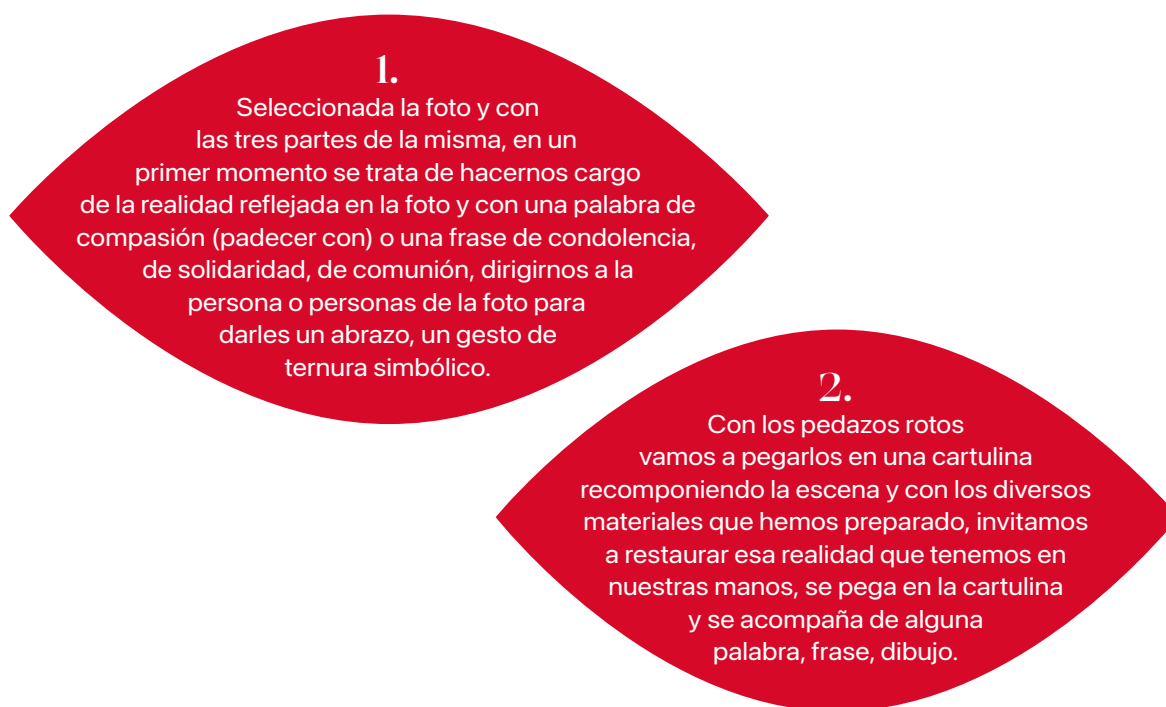 1.
Seleccionada la foto y con
las tres partes de la misma, en un
primer momento se trata de hacernos cargo
de la realidad reflejada en la foto y con una palabra de
compasión (padecer con) o una frase de condolencia,
de solidaridad, de comunión, dirigirnos a la
persona o personas de la foto para
darles un abrazo, un gesto de
ternura simbólico.
2.
Con los pedazos rotos
vamos a pegarlos en una cartulina
recomponiendo la escena y con los diversos
materiales que hemos preparado, invitamos
a restaurar esa realidad que tenemos en
nuestras manos, se pega en la cartulina
y se acompaña de alguna
palabra, frase, dibujo.